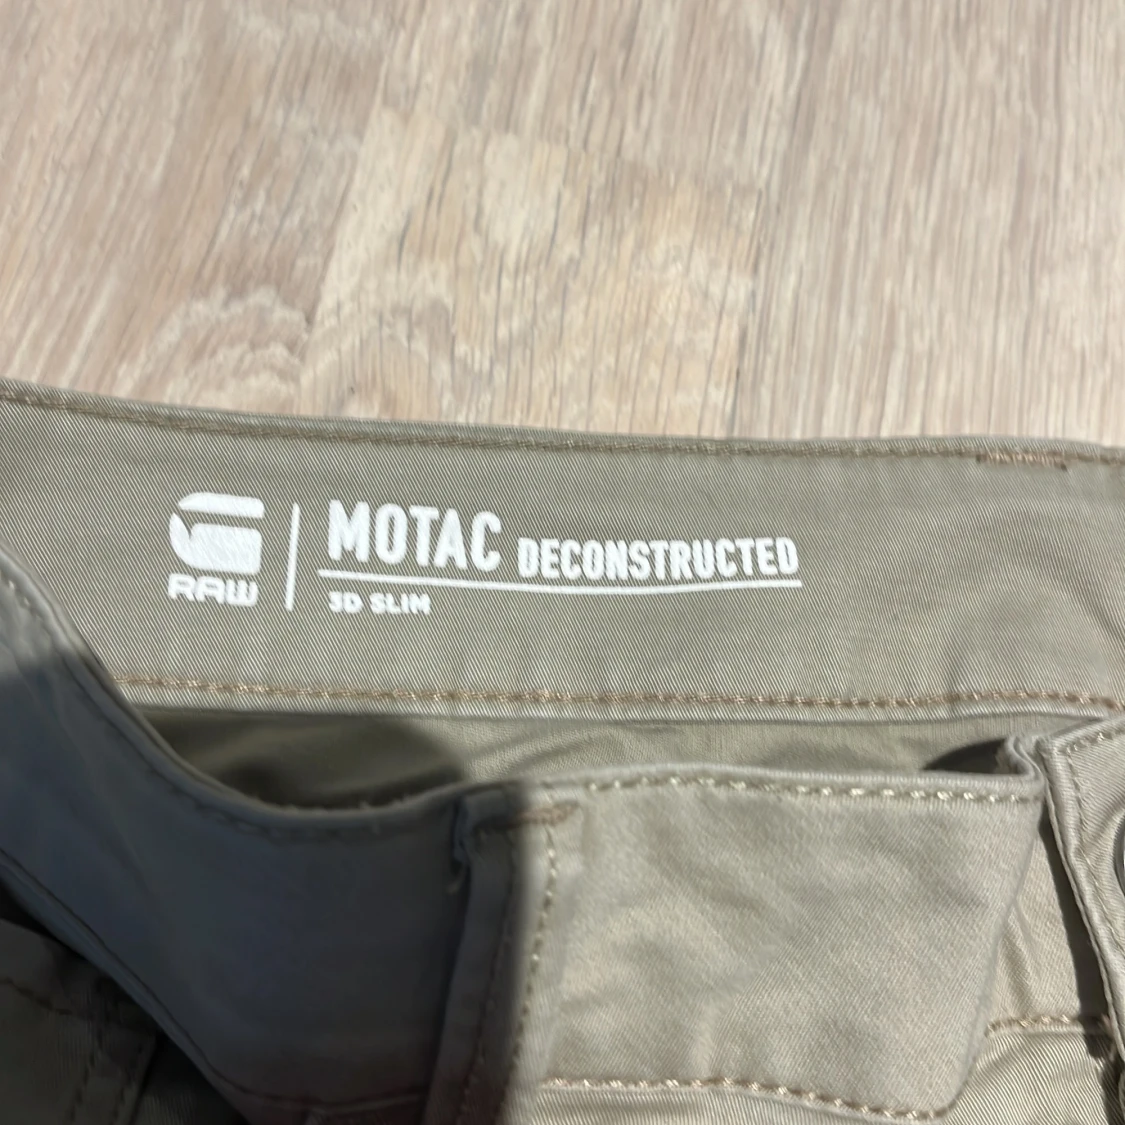 RAW
MOTAC DECONSTRUCTED
3D SLIM